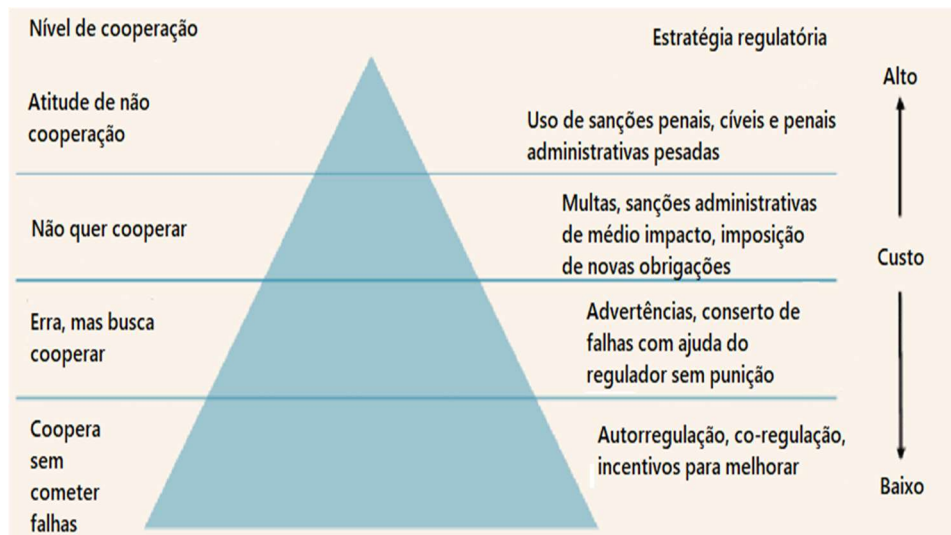 Nível de cooperação
Estratégia regulatória
Alto
Atitude de não
cooperação
Uso de sanções penais, cíveis e penais
administrativas pesadas
Não quer cooperar
Multas, sanções administrativas
de médio impacto, imposição
de novas obrigações
Custo
Erra, mas busca
cooperar
Advertências, conserto de
falhas com ajuda do
regulador sem punição
Coopera
sem
cometer
falhas
Autorregulação, co-regulação,
incentivos para melhorar
Baixo